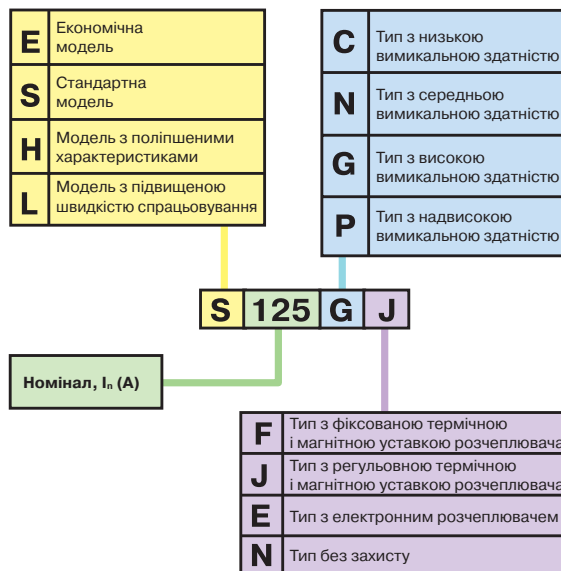 E
Економічна
модель
S
Стандартна
модель
H
Модель з поліпшеними
характеристиками
L
Модель з підвищеною
швидкістю спрацьовування
C
Тип з низькою
вимикальною здатністю
N
Тип з середньою
вимикальною здатністю
G
Тип з високою
вимикальною здатністю
P
Тип з надвисокою
вимикальною здатністю
S 125 G J
Номінал, Iₙ (A)
F
Тип з фіксованою термічною
і магнітною уставкою розчеплювача
J
Тип з регульовною термічною
і магнітною уставкою розчеплювача
E
Тип з електронним розчеплювачем
N
Тип без захисту